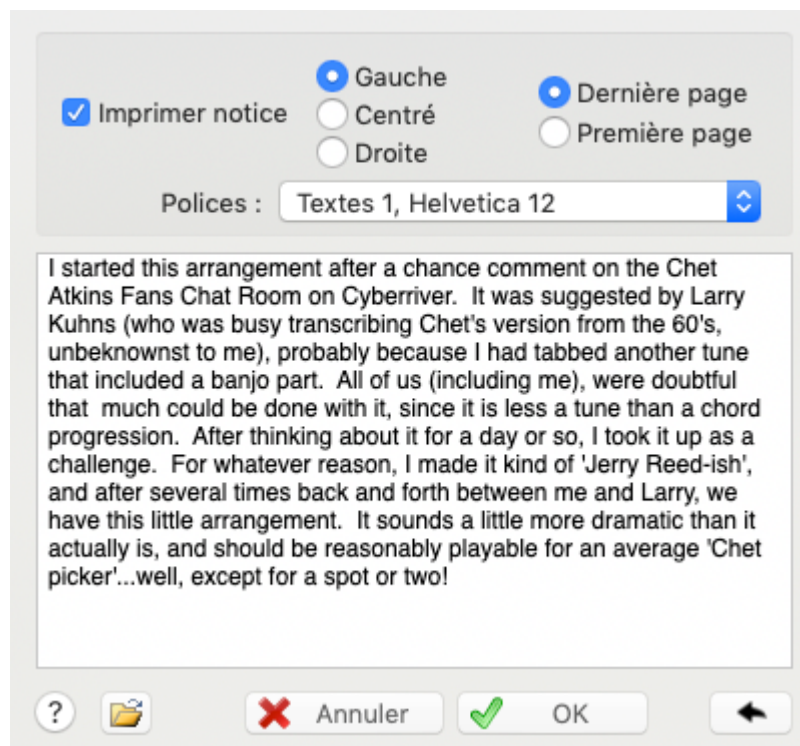 Gauche
Imprimer notice
Centré
Droite
Dernière page
Première page
Polices : Textes 1, Helvetica 12
I started this arrangement after a chance comment on the Chet
Atkins Fans Chat Room on Cyberriver.  It was suggested by Larry
Kuhns (who was busy transcribing Chet's version from the 60's,
unbeknownst to me), probably because I had tabbed another tune
that included a banjo part.  All of us (including me), were doubtful
that  much could be done with it, since it is less a tune than a chord
progression.  After thinking about it for a day or so, I took it up as a
challenge.  For whatever reason, I made it kind of 'Jerry Reed-ish',
and after several times back and forth between me and Larry, we
have this little arrangement.  It sounds a little more dramatic than it
actually is, and should be reasonably playable for an average 'Chet
picker'...well, except for a spot or two!
? Annuler OK